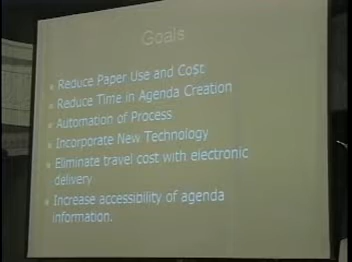 Goals
Reduce Paper Use and Cost
Reduce Time in Agenda Creation
Automation of Process
Incorporate New Technology
Eliminate travel cost with electronic
delivery
Increase accessibility of agenda
information.